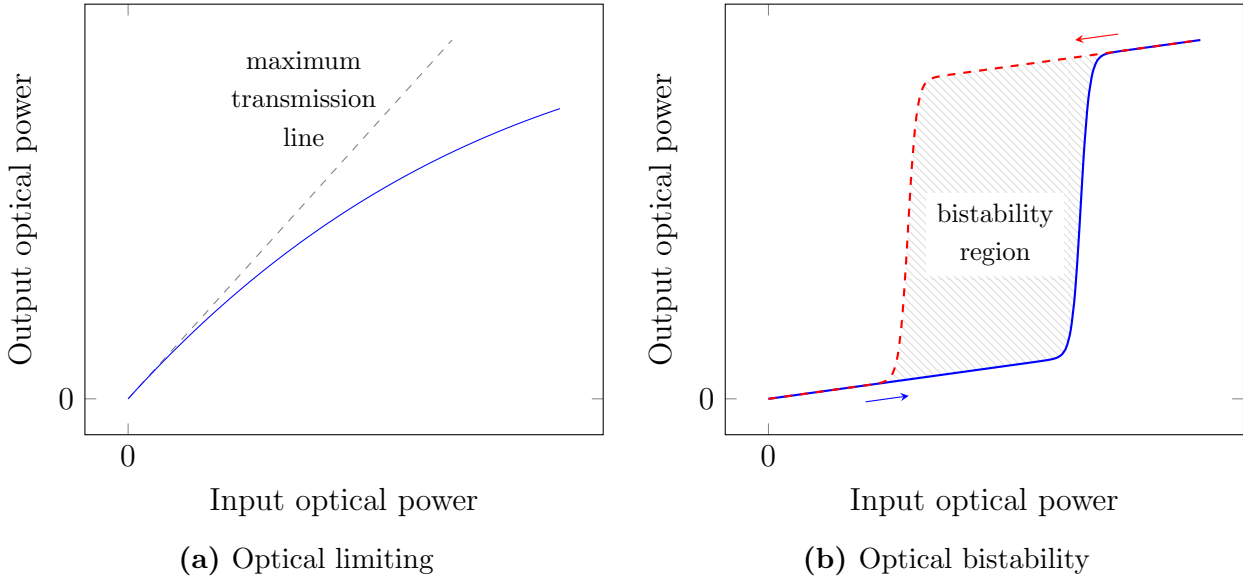 Output optical power
maximum
transmission
line
0
0
Input optical power
(a) Optical limiting
Output optical power
bistability
region
0
0
Input optical power
(b) Optical bistability